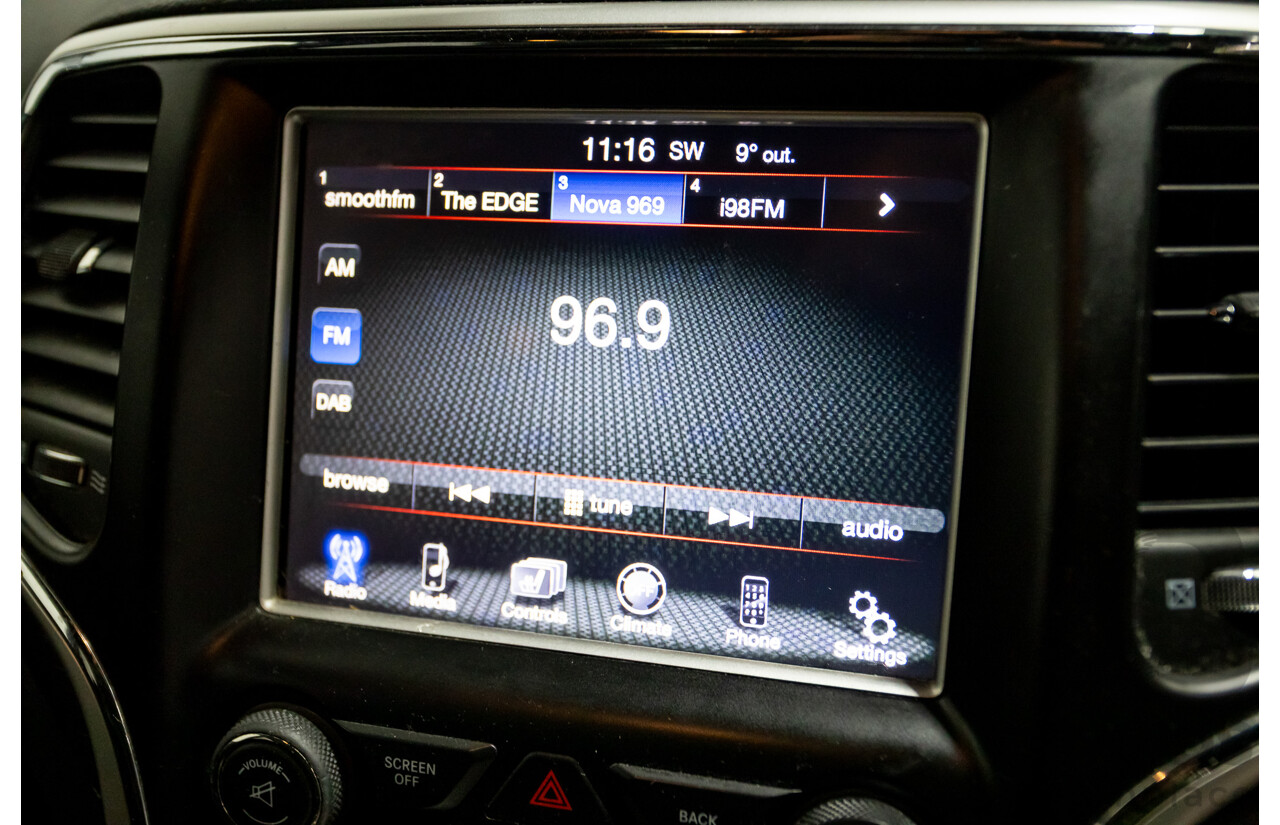 11:16 SW 9° out.
1 smoothfm 2 The EDGE 3 Nova 969 4 i98FM
AM
96.9
FM
DAB
browse tune audio
Radio Media Controls Climate Phone Settings
VOLUME
SCREEN
OFF
BACK